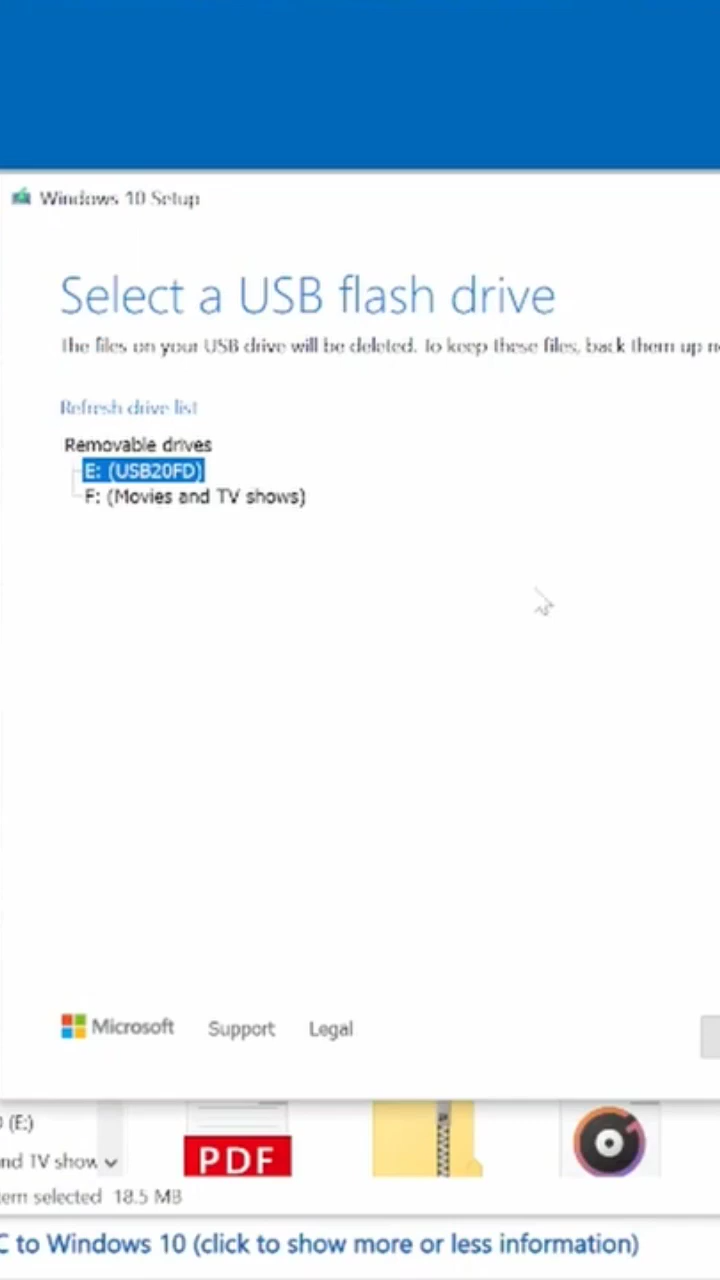 Windows 10 Setup
Select a USB flash drive
The files on your USB drive will be deleted. To keep these files, back them up n
Refresh drive list
Removable drives
E: (USB20FD)
F: (Movies and TV shows)
Microsoft Support Legal
(E:)
nd TV show
PDF
em selected 18.5 MB
C to Windows 10 (click to show more or less information)